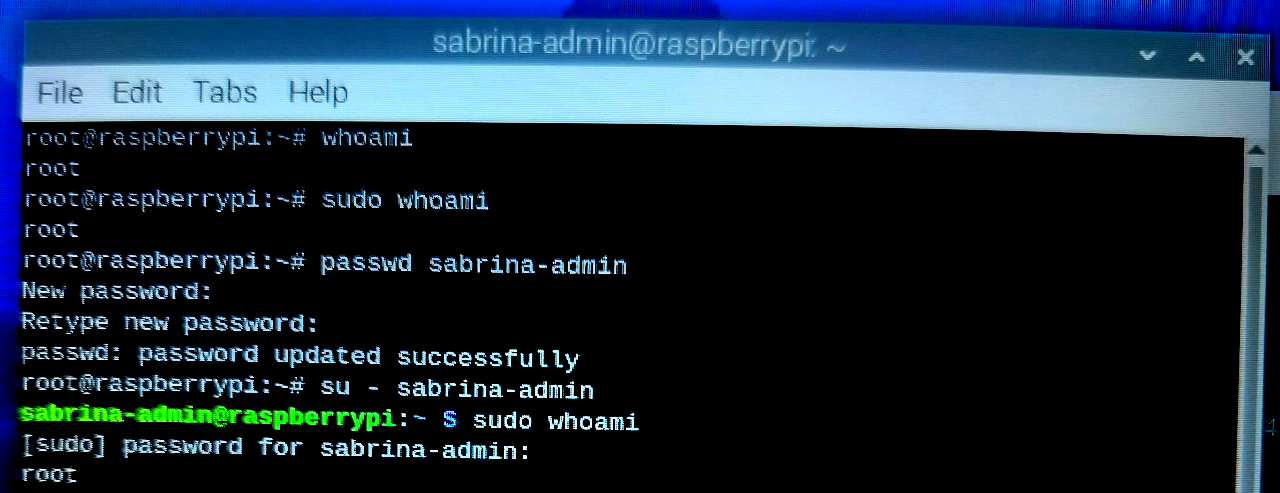 sabrina-admin@raspberrypi: ~
File Edit Tabs Help
root@raspberrypi:~# whoami
root
root@raspberrypi:~# sudo whoami
root
root@raspberrypi:~# passwd sabrina-admin
New password:
Retype new password:
passwd: password updated successfully
root@raspberrypi:~# su - sabrina-admin
sabrina-admin@raspberrypi:~ $ sudo whoami
[sudo] password for sabrina-admin:
root